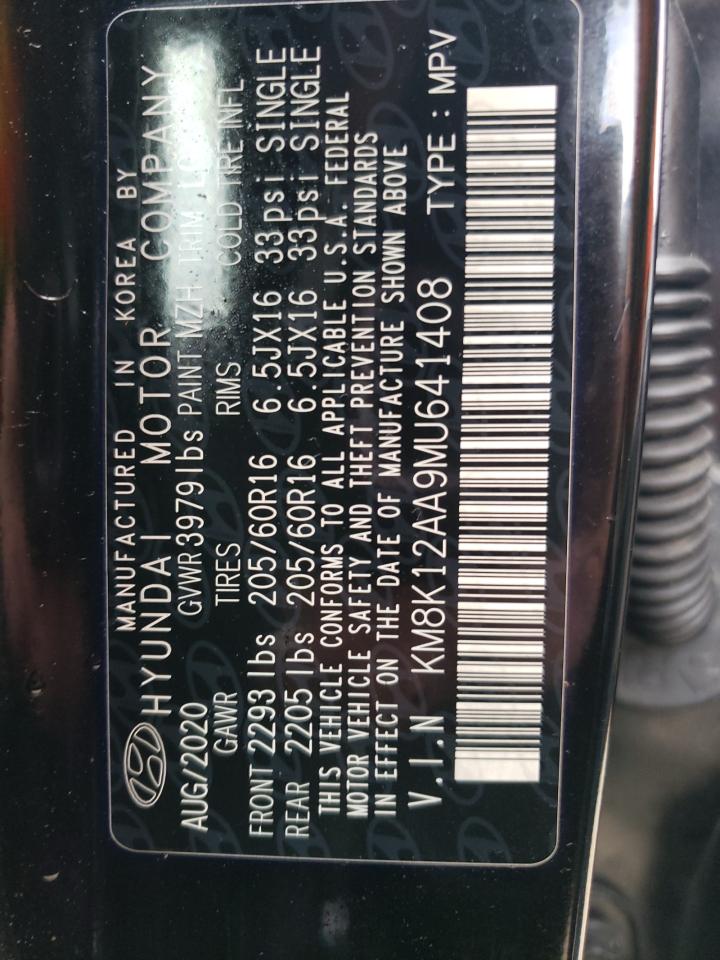 MANUFACTURED IN KOREA BY
HYUNDAI MOTOR COMPANY
AUG/2020 GVWR 3979 lbs PAINT MZH TRIM
GAWR TIRES RIMS COLD TIRE INFL
FRONT 2293 lbs 205/60R16 6.5JX16 33psi SINGLE
REAR 2205 lbs 205/60R16 6.5JX16 33psi SINGLE
THIS VEHICLE CONFORMS TO ALL APPLICABLE U.S.A. FEDERAL
MOTOR VEHICLE SAFETY AND THEFT PREVENTION STANDARDS
IN EFFECT ON THE DATE OF MANUFACTURE SHOWN ABOVE
V.I.N KM8K12AA9MU641408 TYPE : MPV